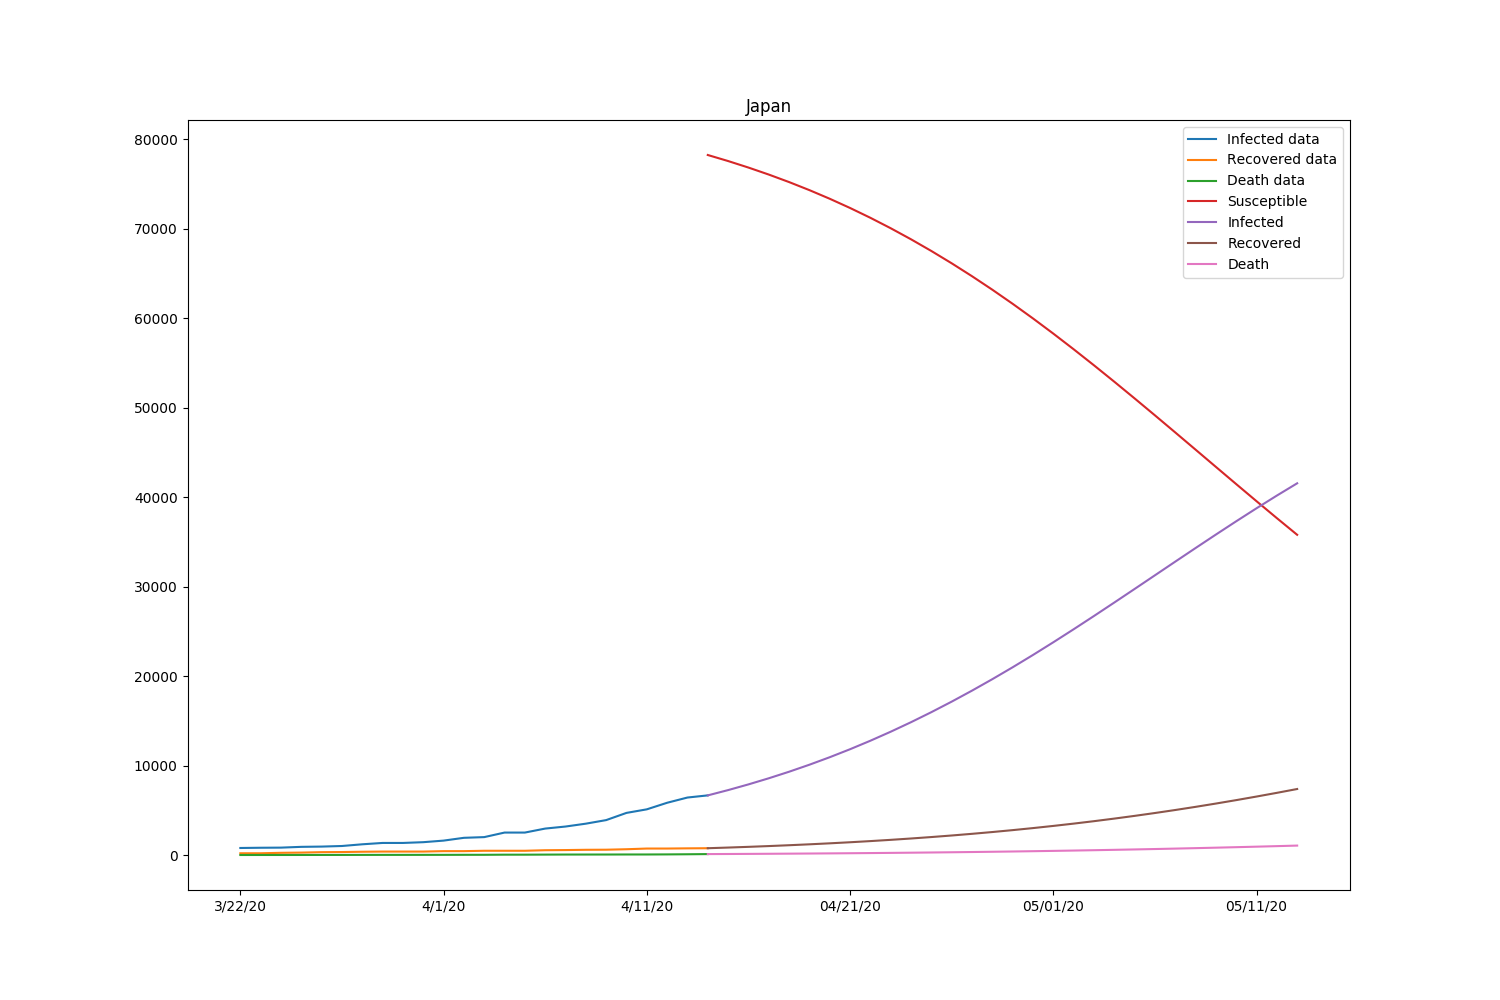 Japan
80000
70000
60000
50000
40000
30000
20000
10000
0
3/22/20
4/1/20
4/11/20
04/21/20
05/01/20
05/11/20
Infected data
Recovered data
Death data
Susceptible
Infected
Recovered
Death